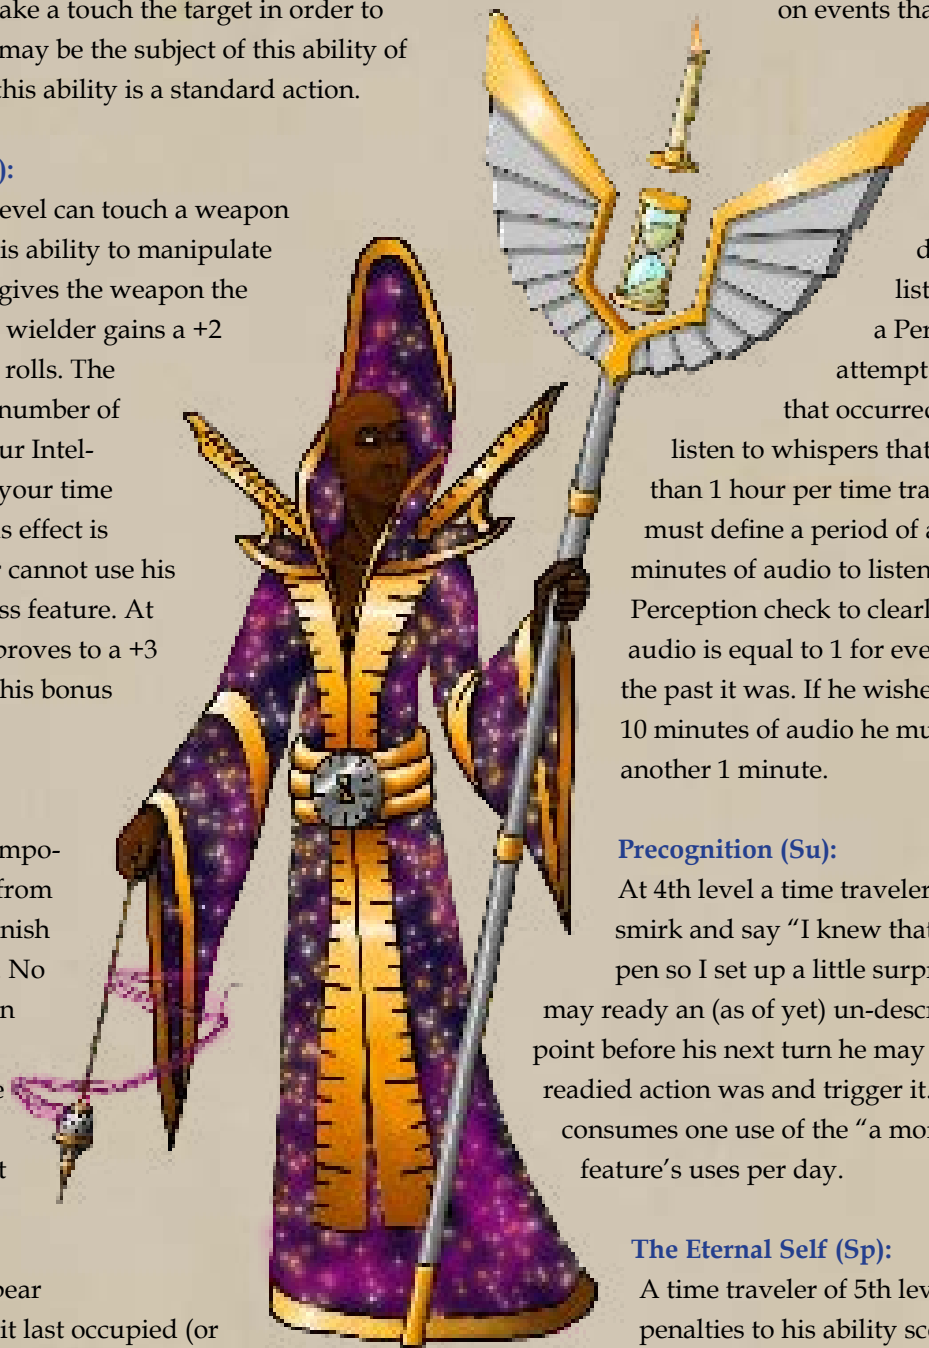 ake a touch the target in order to
may be the subject of this ability of
this ability is a standard action.
):
evel can touch a weapon
is ability to manipulate
gives the weapon the
wielder gains a +2
rolls. The
number of
ur Intel-
your time
s effect is
r cannot use his
ss feature. At
proves to a +3
his bonus
mpo-
from
nish
No
n
e
t
pear
it last occupied (or
on events tha
d
list
a Per
attempt
that occurred
listen to whispers that
than 1 hour per time tra
must define a period of a
minutes of audio to listen
Perception check to clearl
audio is equal to 1 for eve
the past it was. If he wishe
10 minutes of audio he mu
another 1 minute.
Precognition (Su):
At 4th level a time traveler
smirk and say “I knew that
pen so I set up a little surpr
may ready an (as of yet) un-descr
point before his next turn he may
readied action was and trigger it.
consumes one use of the “a mo
feature’s uses per day.
The Eternal Self (Sp):
A time traveler of 5th lev
penalties to his ability sco